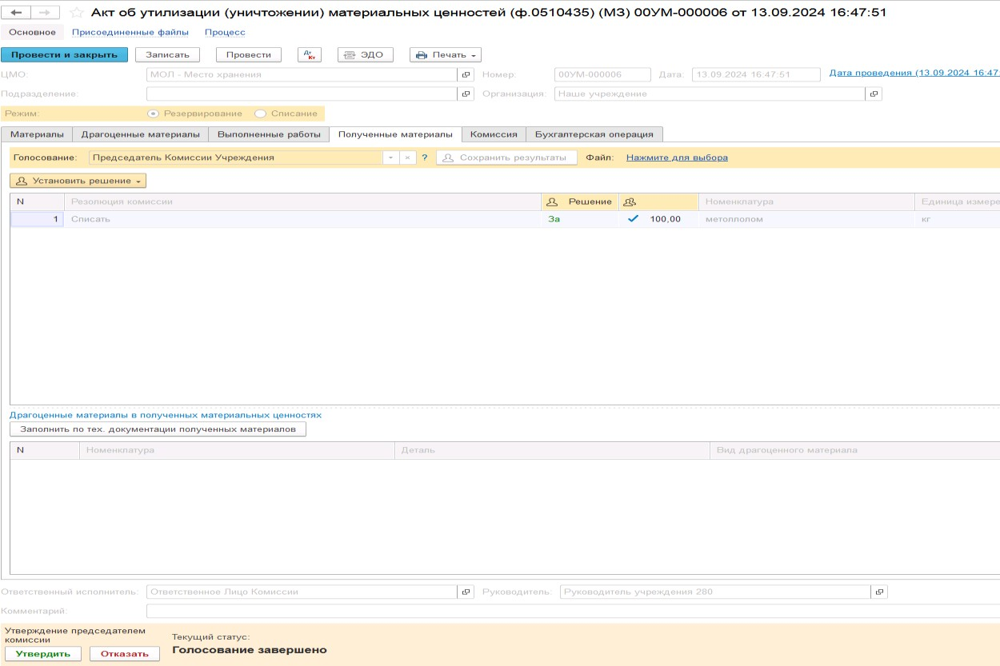 Акт об утилизации (уничтожении) материальных ценностей (ф.0510435) (МЗ) 00УМ-000006 от 13.09.2024 16:47:51
Основное Присоединенные файлы Процесс
Провести и закрыть Записать Провести Дт Кт ЭДО Печать
ЦМО: МОЛ - Место хранения Номер: 00УМ-000006 Дата: 13.09.2024 16:47:51 Дата проведения (13.09.2024 16:47:
Подразделение: Организация: Наше учреждение
Режим: Резервирование Списание
Материалы Драгоценные материалы Выполненные работы Полученные материалы Комиссия Бухгалтерская операция
Голосование: Председатель Комиссии Учреждения × ? Сохранить результаты Файл: Нажмите для выбора
Установить решение
N Резолюция комиссии Решение Номенклатура Единица измере
1 Списать За 100,00 метоллолом кг
Драгоценные материалы в полученных материальных ценностях
Заполнить по тех. документации полученных материалов
N Номенклатура Деталь Вид драгоценного материала
Ответственный исполнитель: Ответственное Лицо Комиссии Руководитель: Руководитель учреждения 280
Комментарий:
Утверждение председателем
комиссии
Текущий статус:
Голосование завершено
Утвердить Отказать